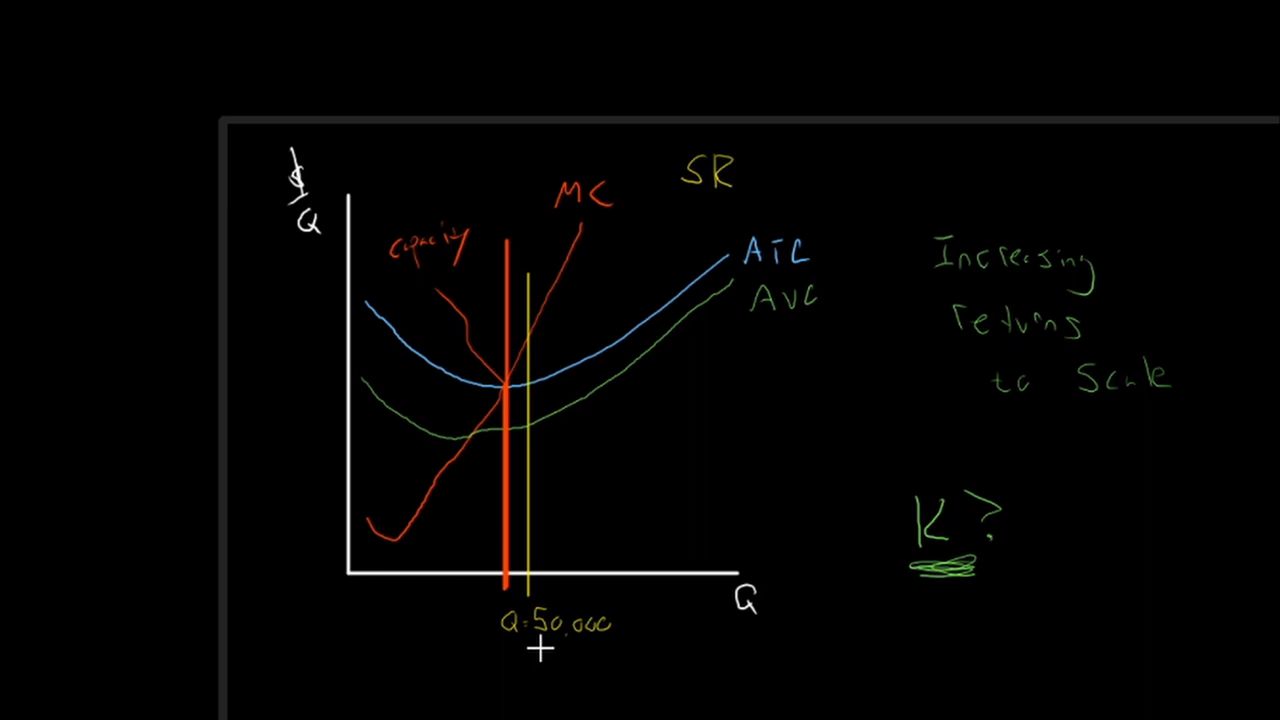 $/Q
capacity
MC
SR
ATC
AVC
Q
Q=50,000
Increasing
returns
to Scale
K?